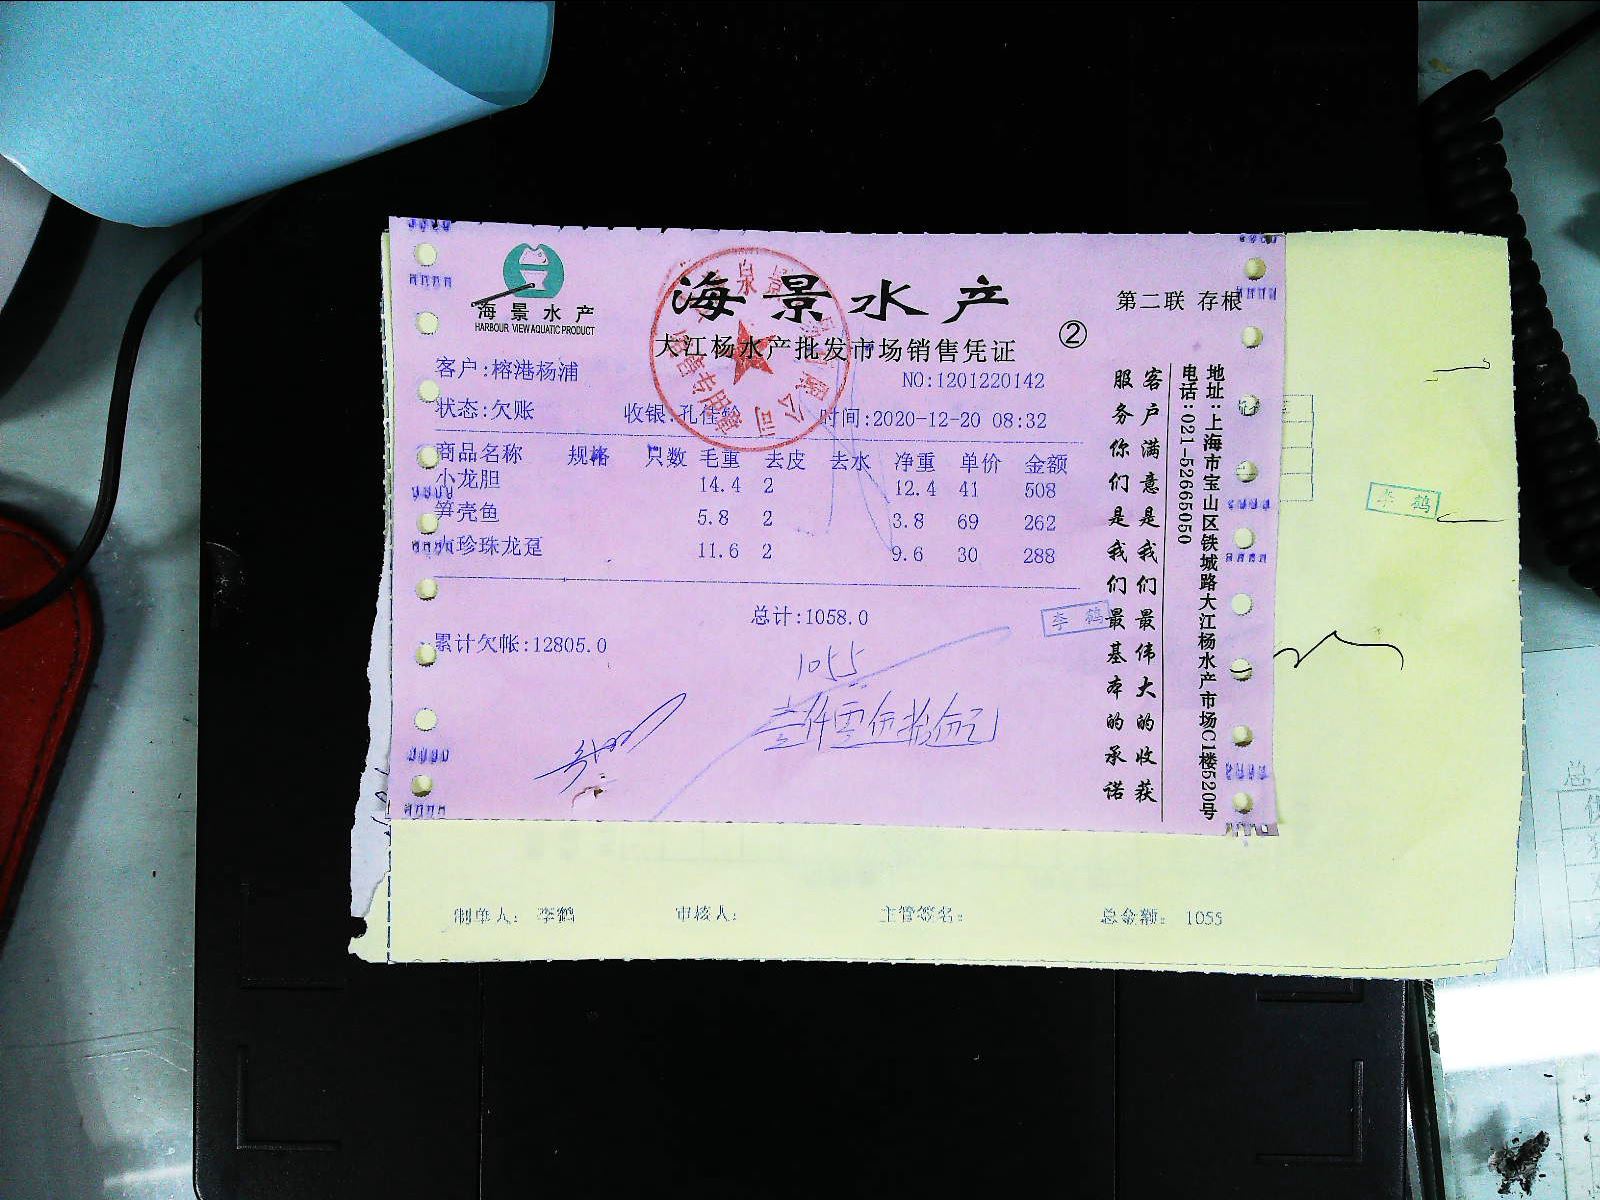 海景水产
HARBOUR VIEW AQUATIC PRODUCT
海景水产
大江杨水产批发市场销售凭证
②
第二联 存根
客户:榕港杨浦
NO:1201220142
状态:欠账 收银:孔佳 时间:2020-12-20 08:32
商品名称 规格 只数 毛重 去皮 去水 净重 单价 金额
小龙胆 14.4 2 12.4 41 508
笋壳鱼 5.8 2 3.8 69 262
珍珠龙趸 11.6 2 9.6 30 288
总计:1058.0
李鹤
累计欠帐:12805.0
1055
壹仟零佰拾
客户满意是我们最伟大的收获
服务你们是我们最基本的承诺
地址:上海市宝山区铁城路大江杨水产市场C1楼520号
电话:021-52665050
李鹤
制单人: 李鹤 审核人: 主管签名: 总金额: 1055